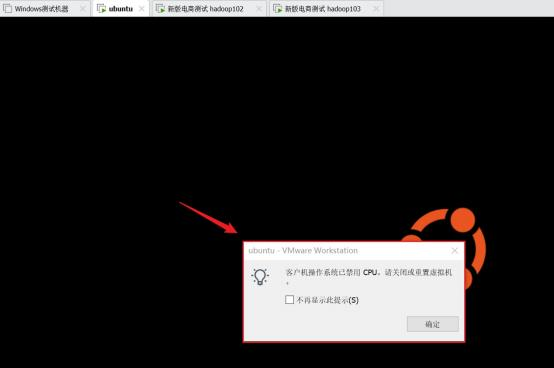 Windows测试机器
ubuntu
新版电商测试 hadoop102
新版电商测试 hadoop103
ubuntu - VMware Workstation
客户机操作系统已禁用 CPU。请关闭或重置虚拟机
。
不再显示此提示(S)
确定